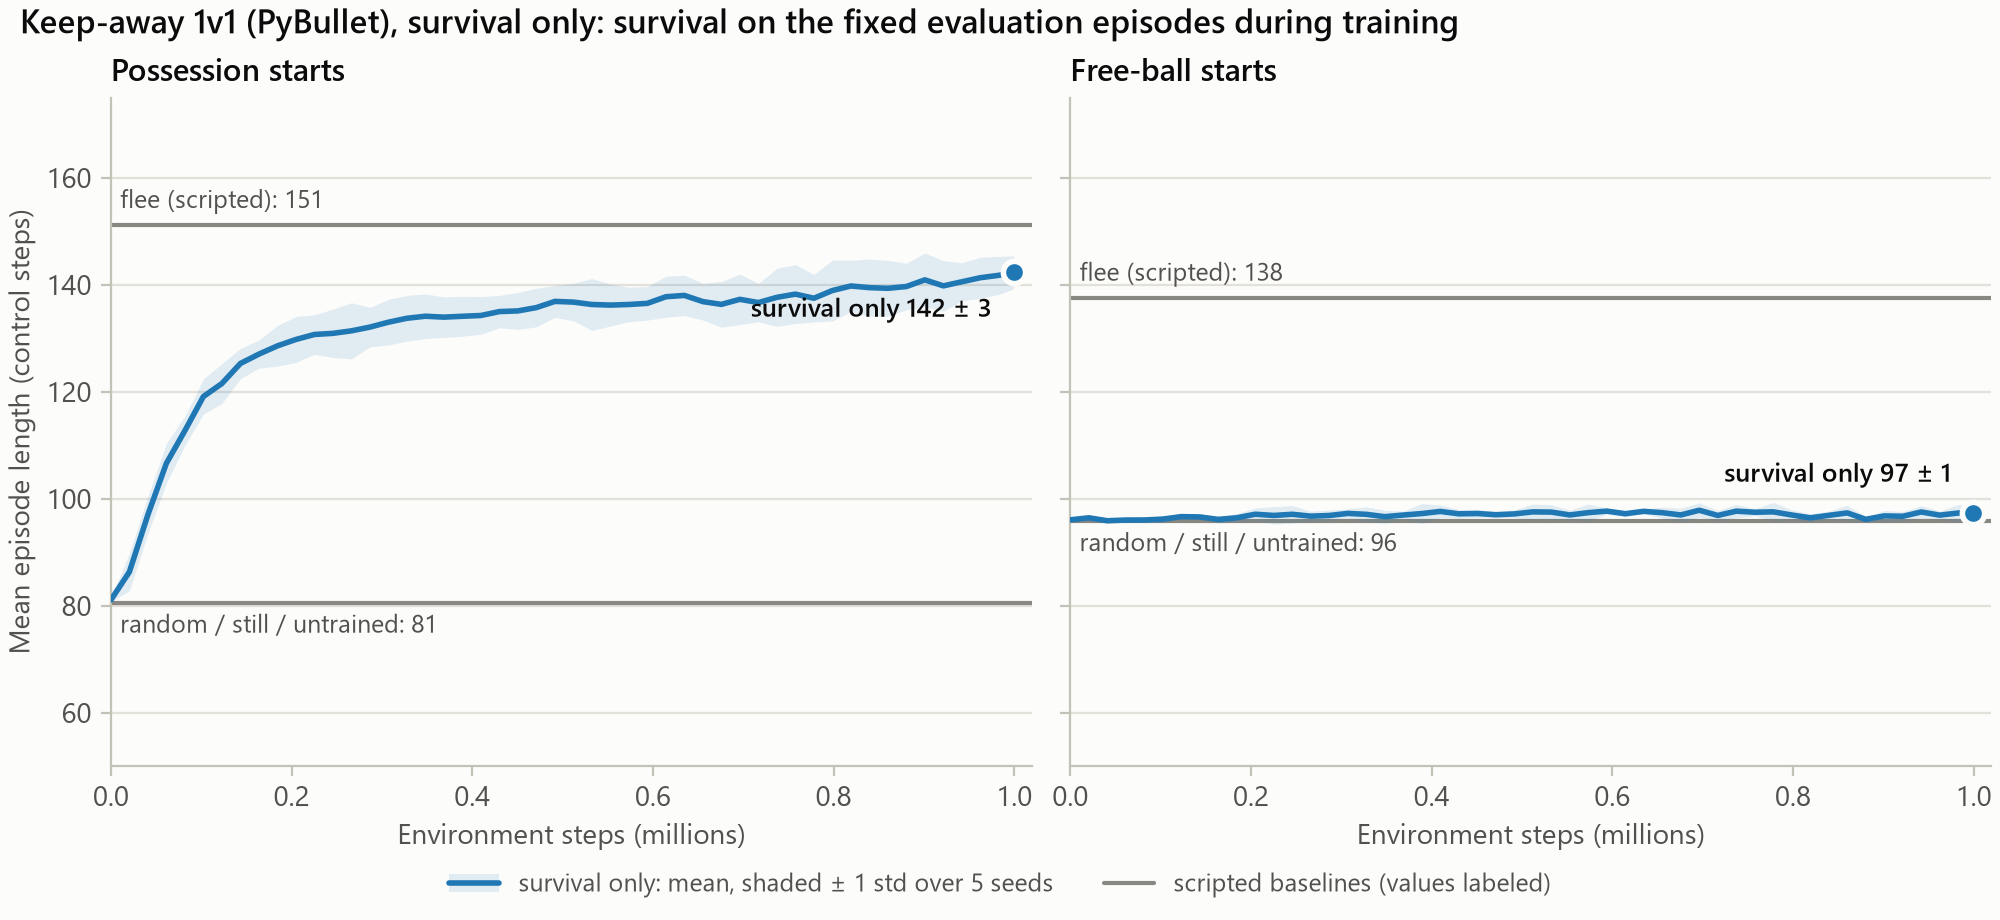 Keep-away 1v1 (PyBullet), survival only: survival on the fixed evaluation episodes during training
Possession starts
Mean episode length (control steps)
160
140
120
100
80
60
flee (scripted): 151
survival only 142 ± 3
random / still / untrained: 81
0.0
0.2
0.4
0.6
0.8
1.0
Environment steps (millions)
Free-ball starts
flee (scripted): 138
survival only 97 ± 1
random / still / untrained: 96
0.0
0.2
0.4
0.6
0.8
1.0
Environment steps (millions)
survival only: mean, shaded ± 1 std over 5 seeds
scripted baselines (values labeled)